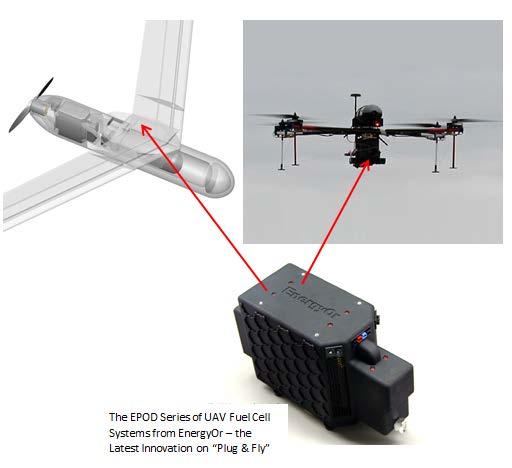 EnergyOr
The EPOD Series of UAV Fuel Cell
Systems from EnergyOr – the
Latest Innovation on “Plug & Fly”